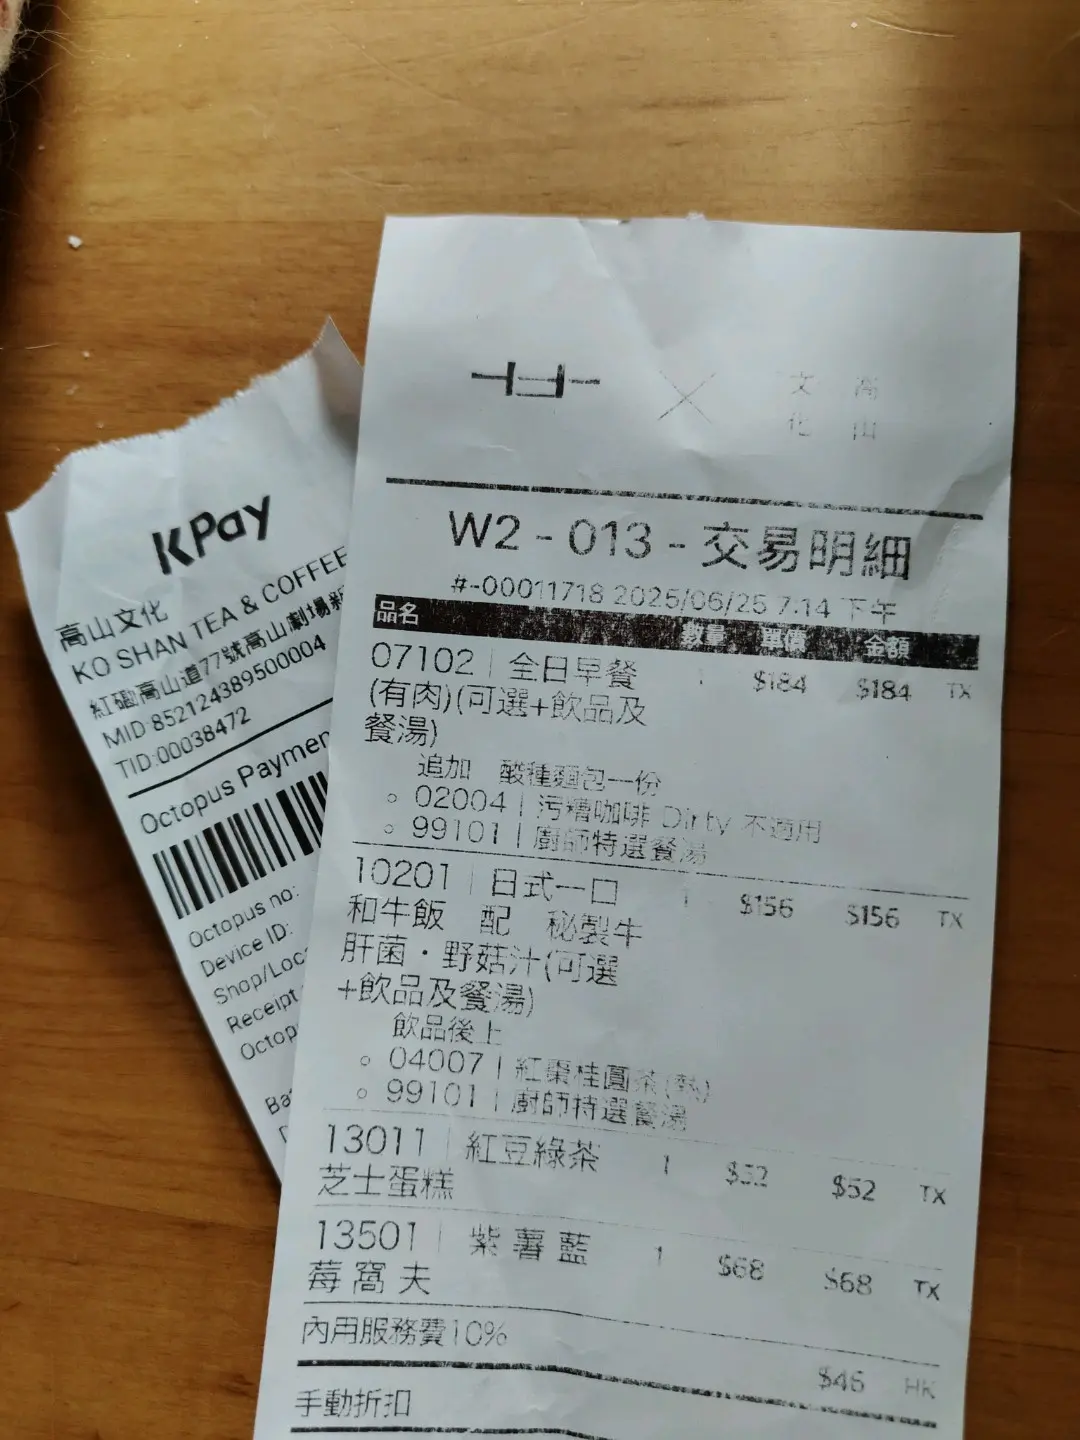 KPay
高山文化
KO SHAN TEA & COFFEE
紅磡高山道77號高山劇場新
MID:852124389500004
TID:00038472
Octopus Paymen
Octopus no:
Device ID:
Shop/Loc
Receipt
Octop
Ba
文 高
化 山
W2 - 013 - 交易明細
#-00011718 2025/06/25 7:14 下午
品名 數量 單價 金額
07102 | 全日早餐 1 $184 $184 TX
(有肉)(可選+飲品及
餐湯)
追加 酸種麵包一份
02004 | 污糟咖啡 Dirty 不適用
99101 | 廚師特選餐湯
10201 | 日式一口 1 $156 $156 TX
和牛飯 配 秘製牛
肝菌・野菇汁(可選
+飲品及餐湯)
飲品後上
04007 | 紅棗桂圓茶(熱)
99101 | 廚師特選餐湯
13011 | 紅豆綠茶 1 $52 $52 TX
芝士蛋糕
13501 | 紫薯藍 1 $68 $68 TX
莓窩夫
內用服務費10%
$46 HK
手動折扣